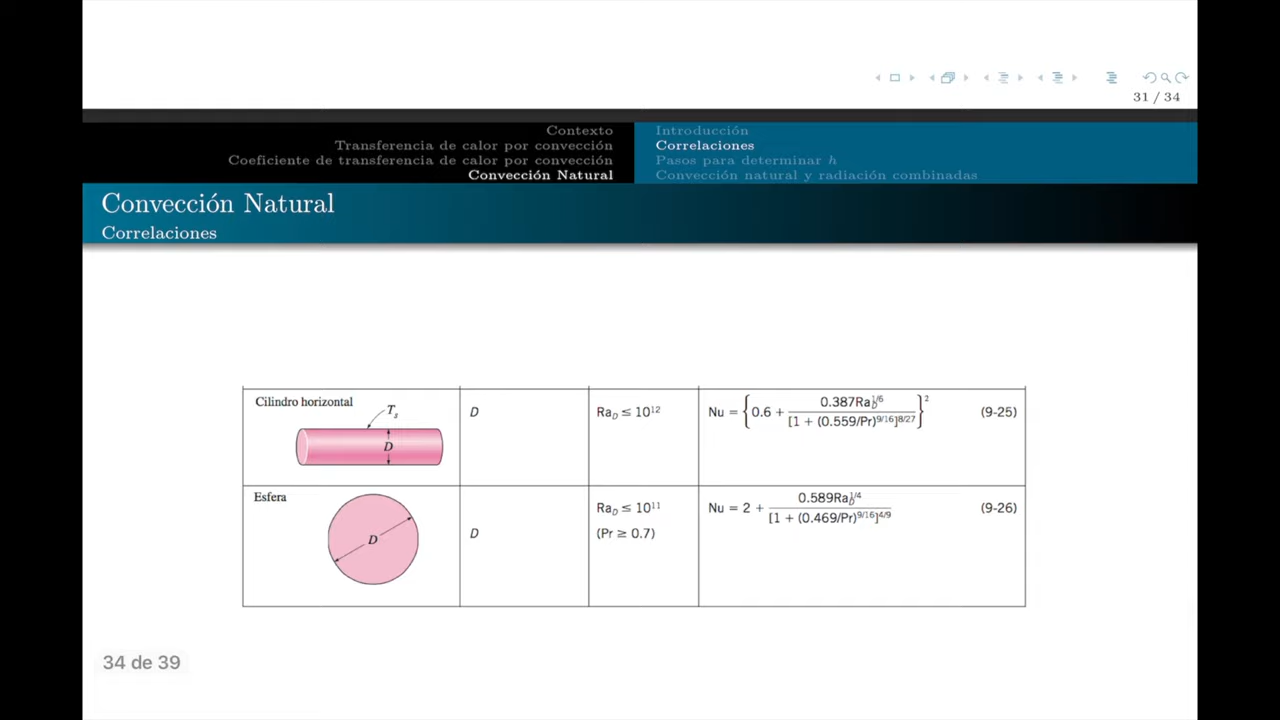 31 / 34
Contexto
Transferencia de calor por convección
Coeficiente de transferencia de calor por convección
Convección Natural
Introducción
Correlaciones
Pasos para determinar h
Convección natural y radiación combinadas
Convección Natural
Correlaciones
Cilindro horizontal
T_s
D
D
Ra_D ≤ 10^12
Nu = {0.6 + 0.387Ra_D^1/6 / [1 + (0.559/Pr)^9/16]^8/27}^2 (9-25)
Esfera
D
D
Ra_D ≤ 10^11
(Pr ≥ 0.7)
Nu = 2 + 0.589Ra_D^1/4 / [1 + (0.469/Pr)^9/16]^4/9 (9-26)
34 de 39